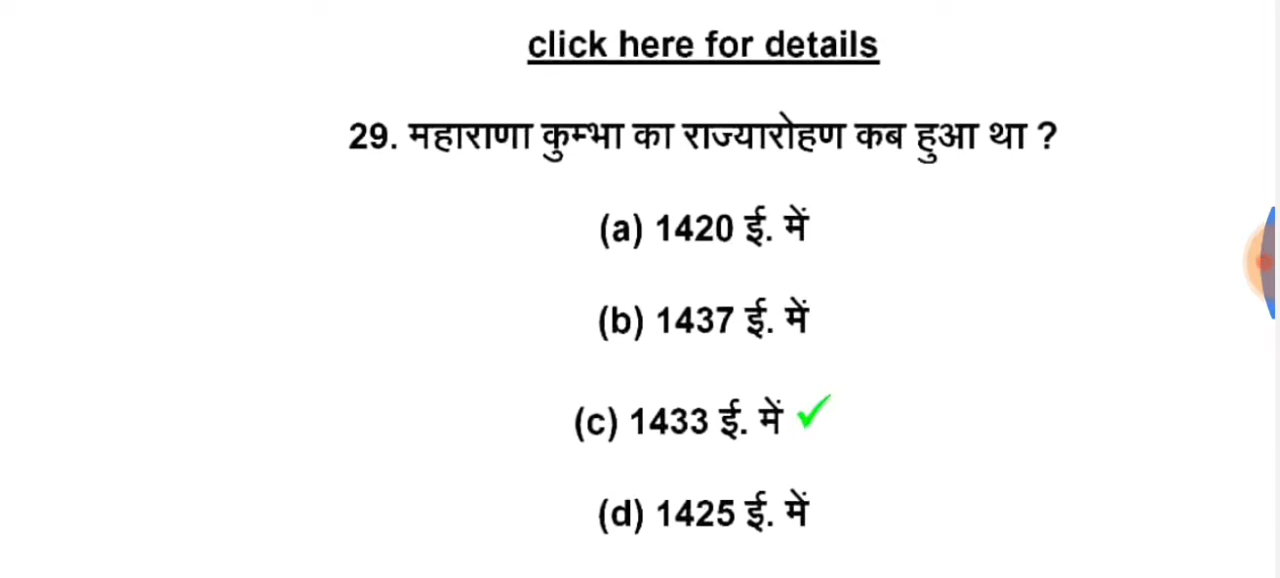 click here for details
29. महाराणा कुम्भा का राज्यारोहण कब हुआ था ?
(a) 1420 ई. में
(b) 1437 ई. में
(c) 1433 ई. में ✓
(d) 1425 ई. में